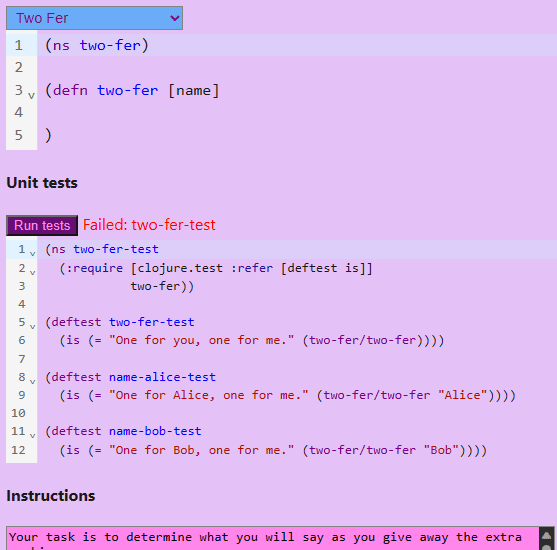 Two Fer
1 (ns two-fer)
2
3 (defn two-fer [name]
4
5 )
Unit tests
Run tests Failed: two-fer-test
1 (ns two-fer-test
2 (:require [clojure.test :refer [deftest is]]
3 two-fer))
4
5 (deftest two-fer-test
6 (is (= "One for you, one for me." (two-fer/two-fer))))
7
8 (deftest name-alice-test
9 (is (= "One for Alice, one for me." (two-fer/two-fer "Alice"))))
10
11 (deftest name-bob-test
12 (is (= "One for Bob, one for me." (two-fer/two-fer "Bob"))))
Instructions
Your task is to determine what you will say as you give away the extra